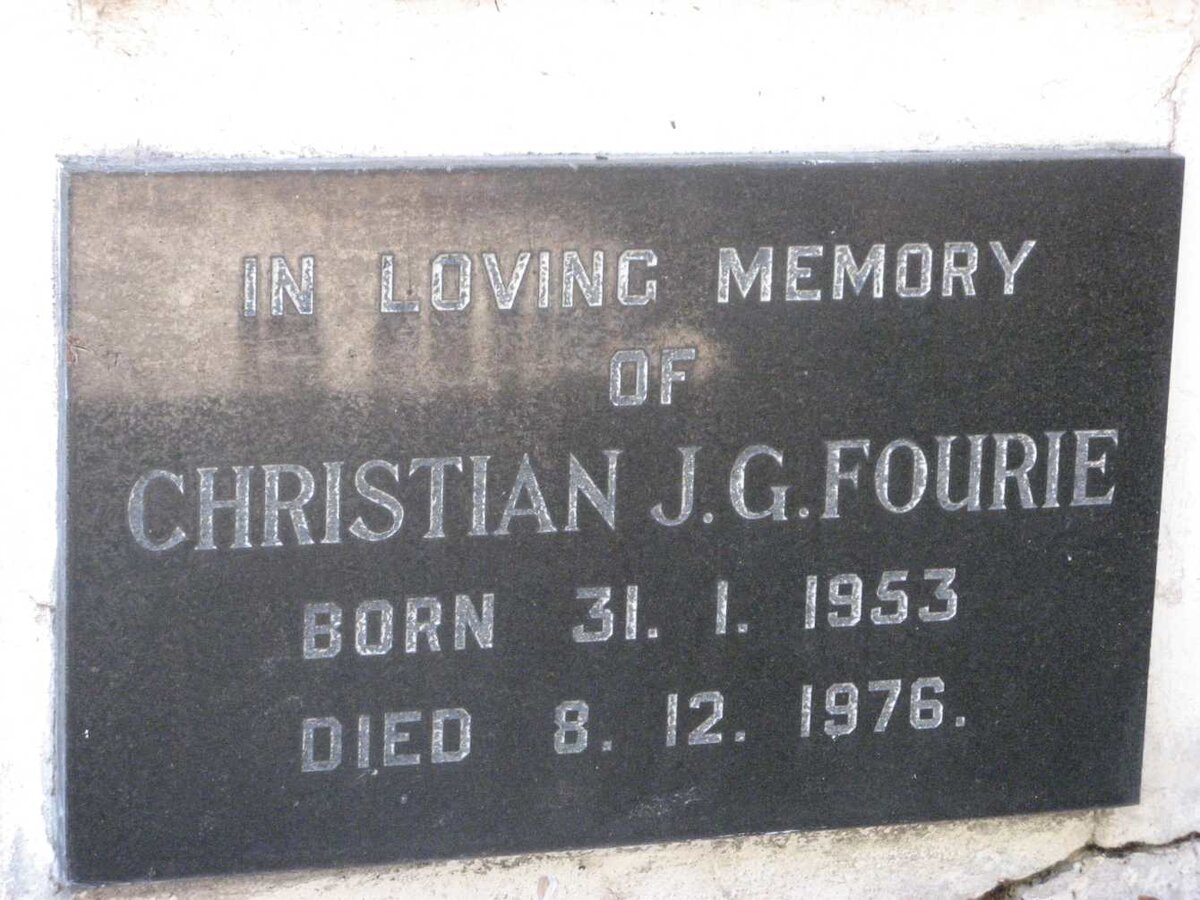 IN LOVING MEMORY
OF
CHRISTIAN J.G. FOURIE
BORN 31. 1. 1953
DIED 8. 12. 1976.